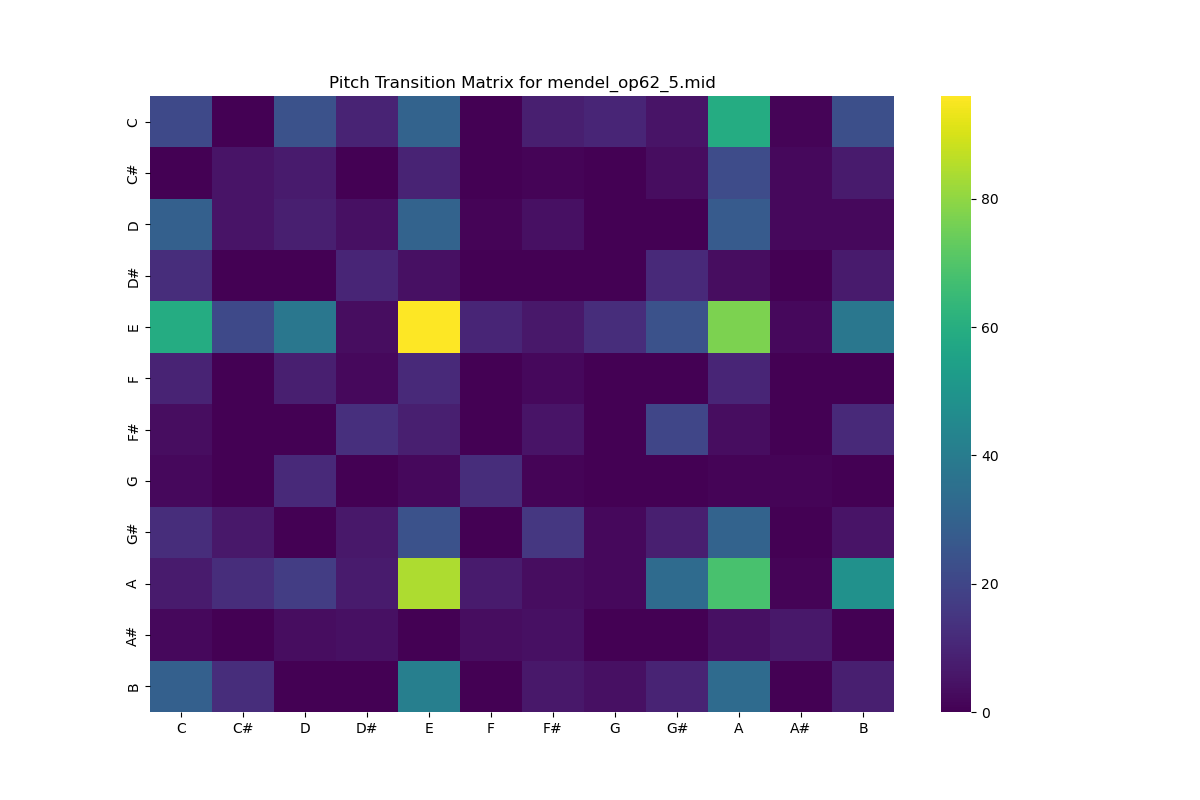 Pitch Transition Matrix for mendel_op62_5.mid
C
C#
D
D#
E
F
F#
G
G#
A
A#
B
C C# D D# E F F# G G# A A# B
80
60
40
20
0